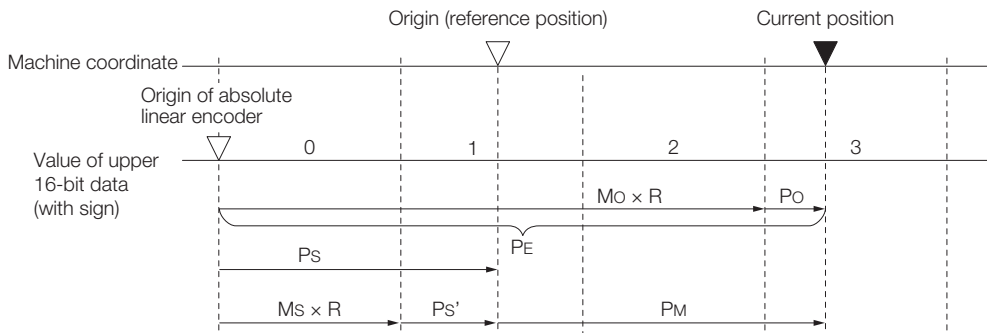 Origin (reference position)
Current position
Machine coordinate
Origin of absolute
linear encoder
0
1
2
3
Value of upper
16-bit data
(with sign)
MO × R
PO
PE
PS
MS × R
PS'
PM